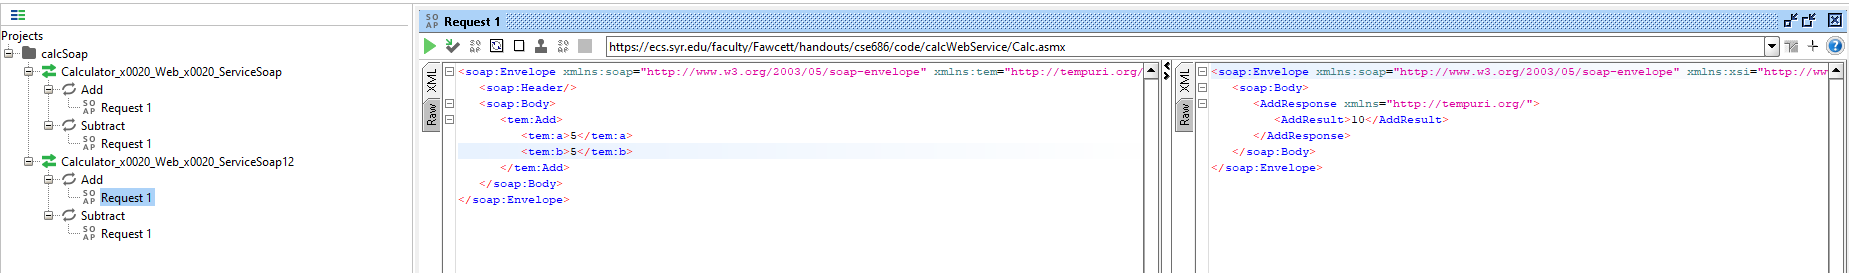 Projects
calcSoap
Calculator_x0020_Web_x0020_ServiceSoap
Add
SO AP Request 1
Subtract
SO AP Request 1
Calculator_x0020_Web_x0020_ServiceSoap12
Add
SO AP Request 1
Subtract
SO AP Request 1
SO AP Request 1
SO AP SO AP https://ecs.syr.edu/faculty/Fawcett/handouts/cse686/code/calcWebService/Calc.asmx ?
XML
Raw
<soap:Envelope xmlns:soap="http://www.w3.org/2003/05/soap-envelope" xmlns:tem="http://tempuri.org/
<soap:Header/>
<soap:Body>
<tem:Add>
<tem:a>5</tem:a>
<tem:b>5</tem:b>
</tem:Add>
</soap:Body>
</soap:Envelope>
XML
Raw
<soap:Envelope xmlns:soap="http://www.w3.org/2003/05/soap-envelope" xmlns:xsi="http://ww
<soap:Body>
<AddResponse xmlns="http://tempuri.org/">
<AddResult>10</AddResult>
</AddResponse>
</soap:Body>
</soap:Envelope>